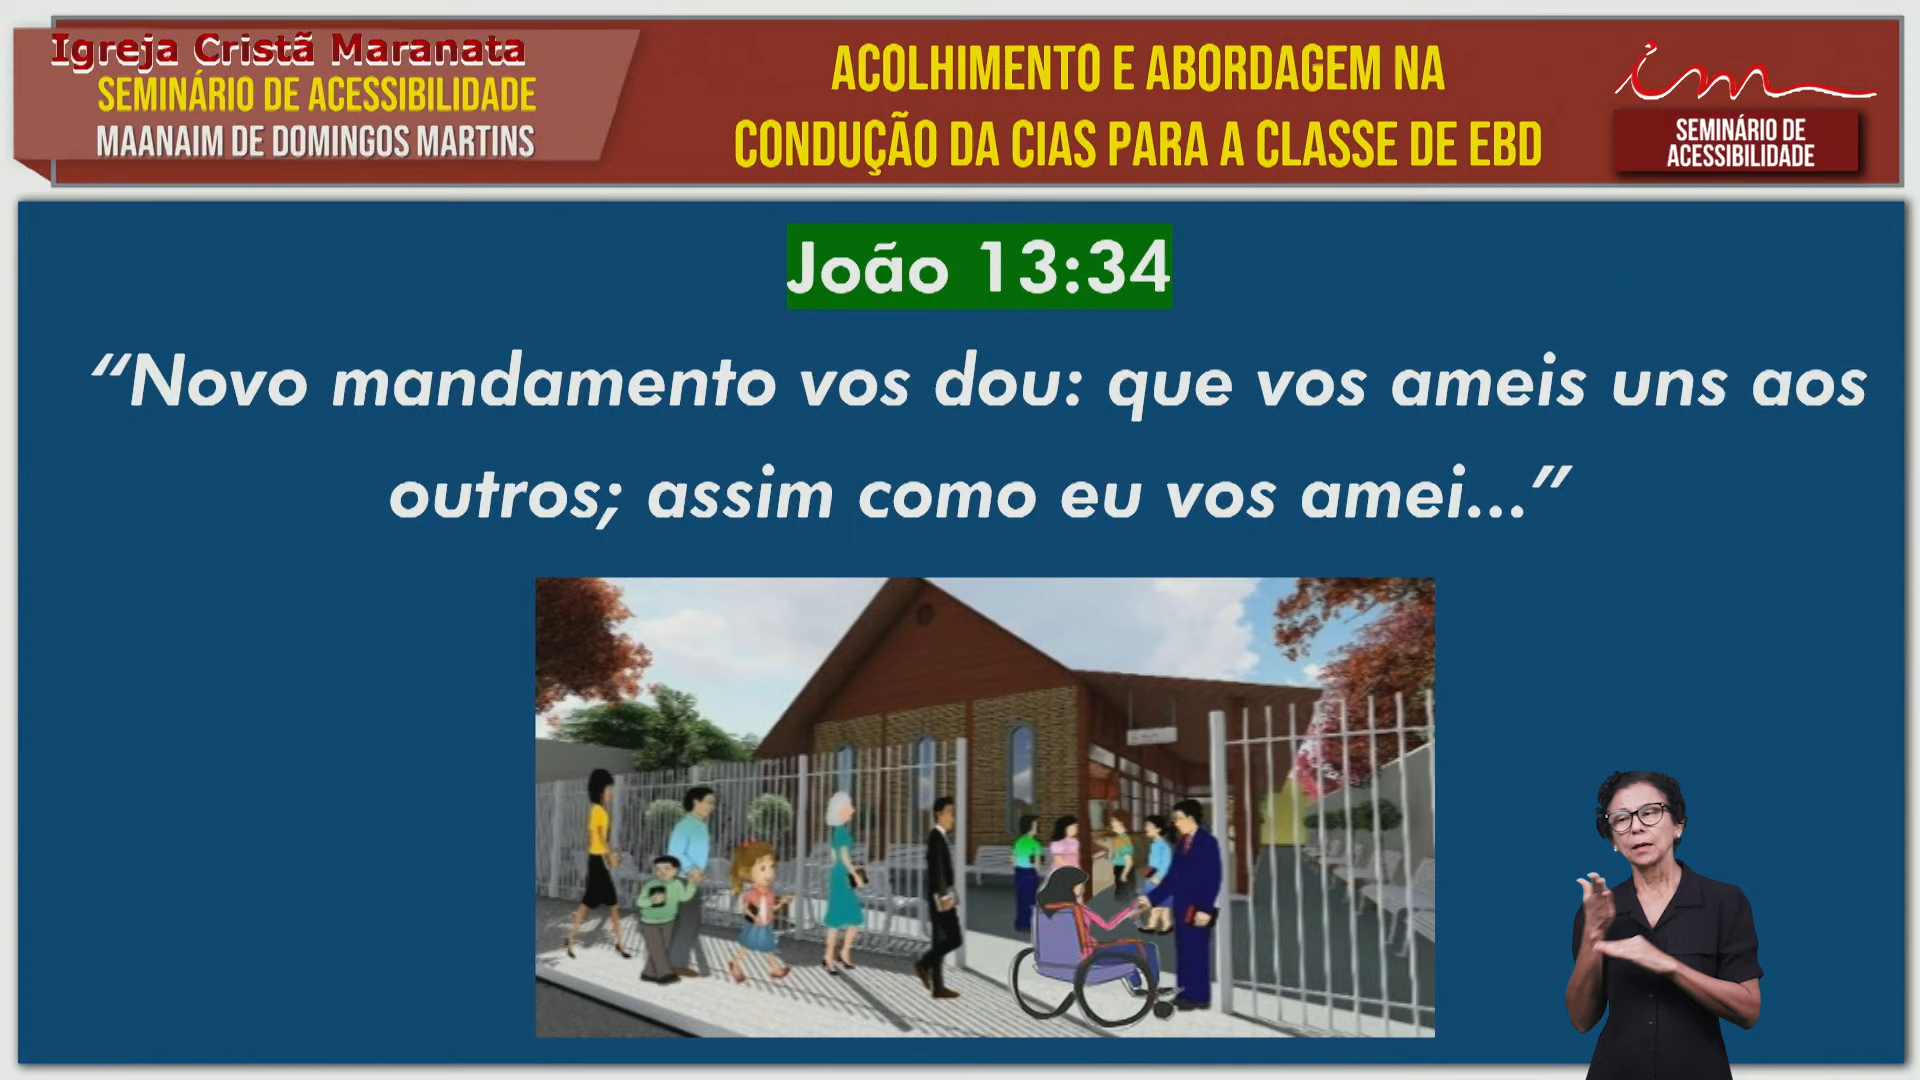 Igreja Cristã Maranata
SEMINÁRIO DE ACESSIBILIDADE
MAANAIM DE DOMINGOS MARTINS
ACOLHIMENTO E ABORDAGEM NA
CONDUÇÃO DA CIAS PARA A CLASSE DE EBD
im
SEMINÁRIO DE
ACESSIBILIDADE
João 13:34
“Novo mandamento vos dou: que vos ameis uns aos
outros; assim como eu vos amei...”